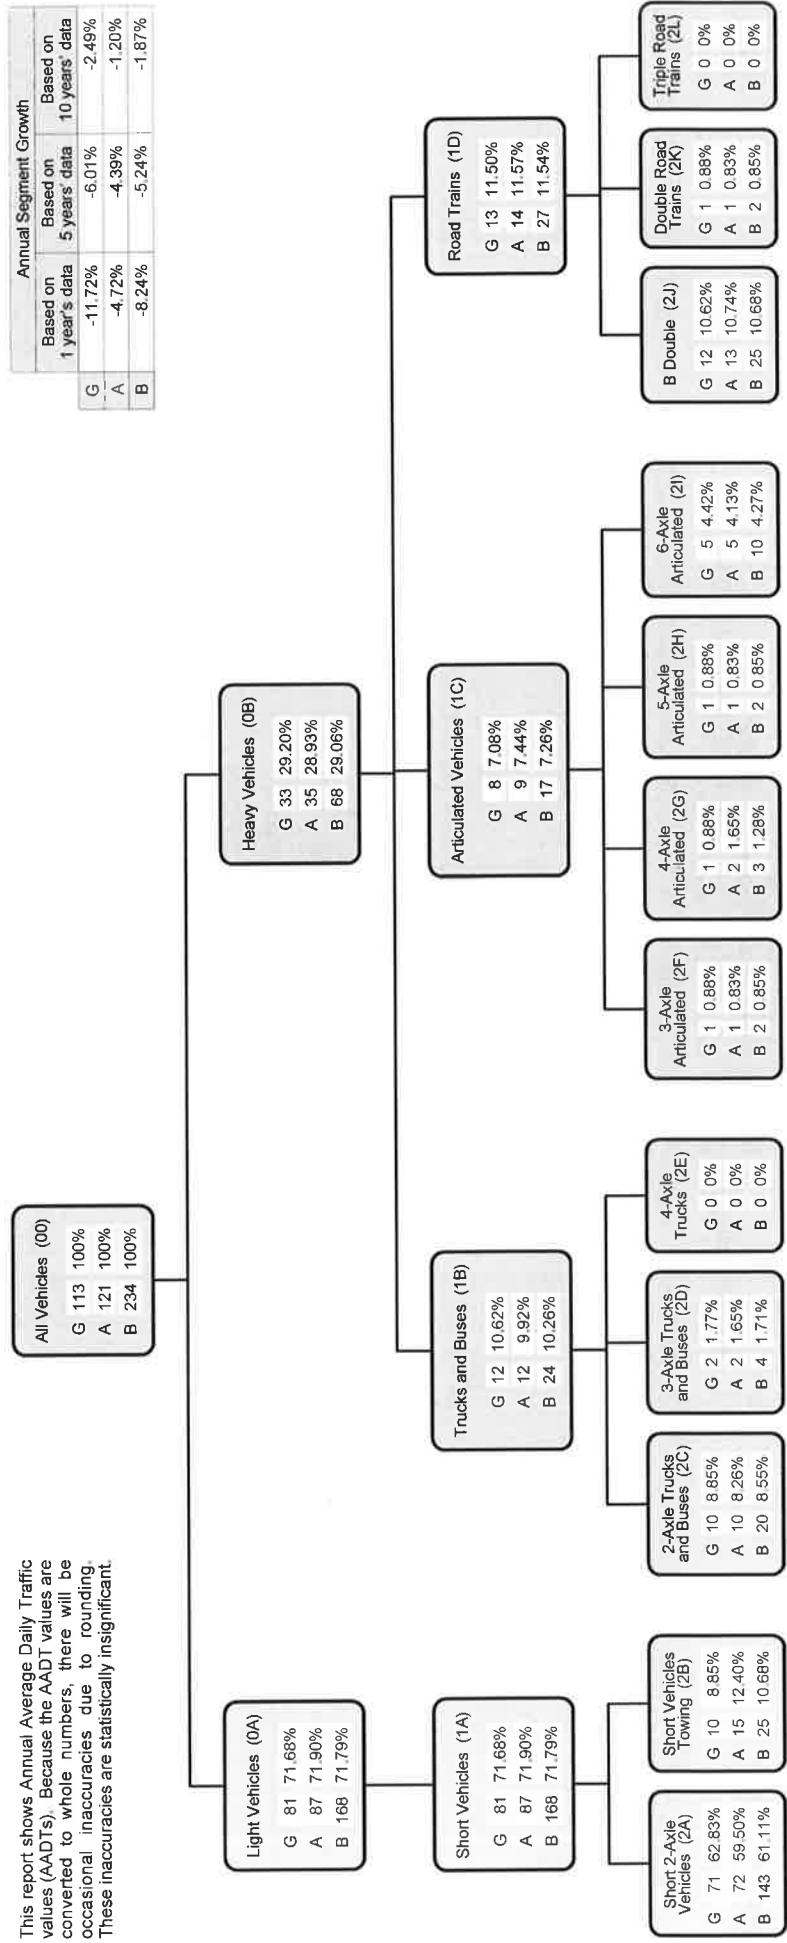 This report shows Annual Average Daily Traffic
values (AADTs). Because the AADT values are
converted to whole numbers, there will be
occasional inaccuracies due to rounding.
These inaccuracies are statistically insignificant.
All Vehicles (00)
G 113 100%
A 121 100%
B 234 100%
Annual Segment Growth
Based on 1 year's data
Based on 5 years' data
Based on 10 years' data
G -11.72% -6.01% -2.49%
A -4.72% -4.39% -1.20%
B -8.24% -5.24% -1.87%
Light Vehicles (0A)
G 81 71.68%
A 87 71.90%
B 168 71.79%
Heavy Vehicles (0B)
G 33 29.20%
A 35 28.93%
B 68 29.06%
Short Vehicles (1A)
G 81 71.68%
A 87 71.90%
B 168 71.79%
Trucks and Buses (1B)
G 12 10.62%
A 12 9.92%
B 24 10.26%
Articulated Vehicles (1C)
G 8 7.08%
A 9 7.44%
B 17 7.26%
Road Trains (1D)
G 13 11.50%
A 14 11.57%
B 27 11.54%
Short 2-Axle
Vehicles (2A)
G 71 62.83%
A 72 59.50%
B 143 61.11%
Short Vehicles
Towing (2B)
G 10 8.85%
A 15 12.40%
B 25 10.68%
2-Axle Trucks
and Buses (2C)
G 10 8.85%
A 10 8.26%
B 20 8.55%
3-Axle Trucks
and Buses (2D)
G 2 1.77%
A 2 1.65%
B 4 1.71%
4-Axle
Trucks (2E)
G 0 0%
A 0 0%
B 0 0%
3-Axle
Articulated (2F)
G 1 0.88%
A 1 0.83%
B 2 0.85%
4-Axle
Articulated (2G)
G 1 0.88%
A 2 1.65%
B 3 1.28%
5-Axle
Articulated (2H)
G 1 0.88%
A 1 0.83%
B 2 0.85%
6-Axle
Articulated (2I)
G 5 4.42%
A 5 4.13%
B 10 4.27%
B Double (2J)
G 12 10.62%
A 13 10.74%
B 25 10.68%
Double Road
Trains (2K)
G 1 0.88%
A 1 0.83%
B 2 0.85%
Triple Road
Trains (2L)
G 0 0%
A 0 0%
B 0 0%